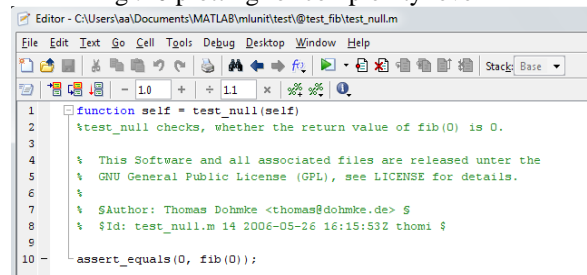 Editor - C:\Users\aa\Documents\MATLAB\mlunit\test\@test_fib\test_null.m
File Edit Text Go Cell Tools Debug Desktop Window Help
Stack: Base
- 1.0 + ÷ 1.1 ×
1 function self = test_null(self)
2 %test_null checks, whether the return value of fib(0) is 0.
3
4 % This Software and all associated files are released unter the
5 % GNU General Public License (GPL), see LICENSE for details.
6 %
7 % §Author: Thomas Dohmke <thomas@dohmke.de> §
8 % $Id: test_null.m 14 2006-05-26 16:15:53Z thomi $
9
10 - assert_equals(0, fib(0));